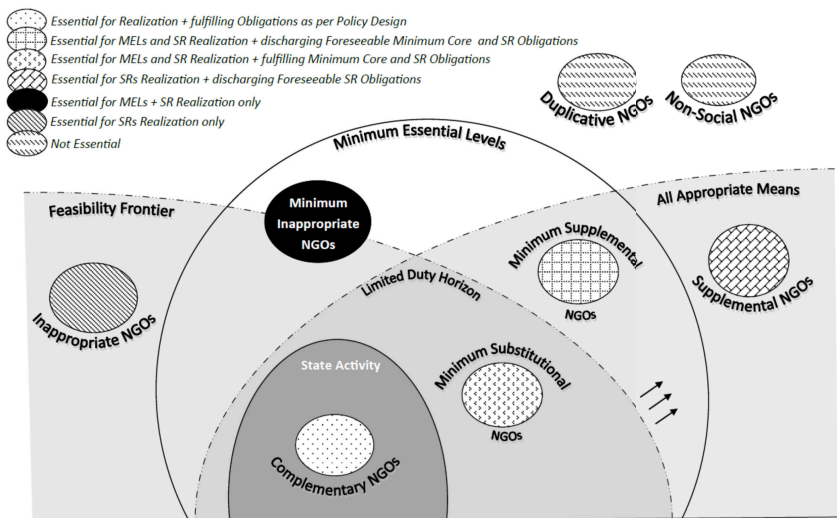 Essential for Realization + fulfilling Obligations as per Policy Design
Essential for MELs and SR Realization + discharging Foreseeable Minimum Core and SR Obligations
Essential for MELs and SR Realization + fulfilling Minimum Core and SR Obligations
Essential for SRs Realization + discharging Foreseeable SR Obligations
Essential for MELs + SR Realization only
Essential for SRs Realization only
Not Essential
Duplicative NGOs
Non-Social NGOs
Minimum Essential Levels
All Appropriate Means
Feasibility Frontier
Minimum
Inappropriate
NGOs
Minimum Supplemental
NGOs
Supplemental NGOs
Limited Duty Horizon
Inappropriate NGOs
State Activity
Minimum Substitutional
NGOs
Complementary NGOs